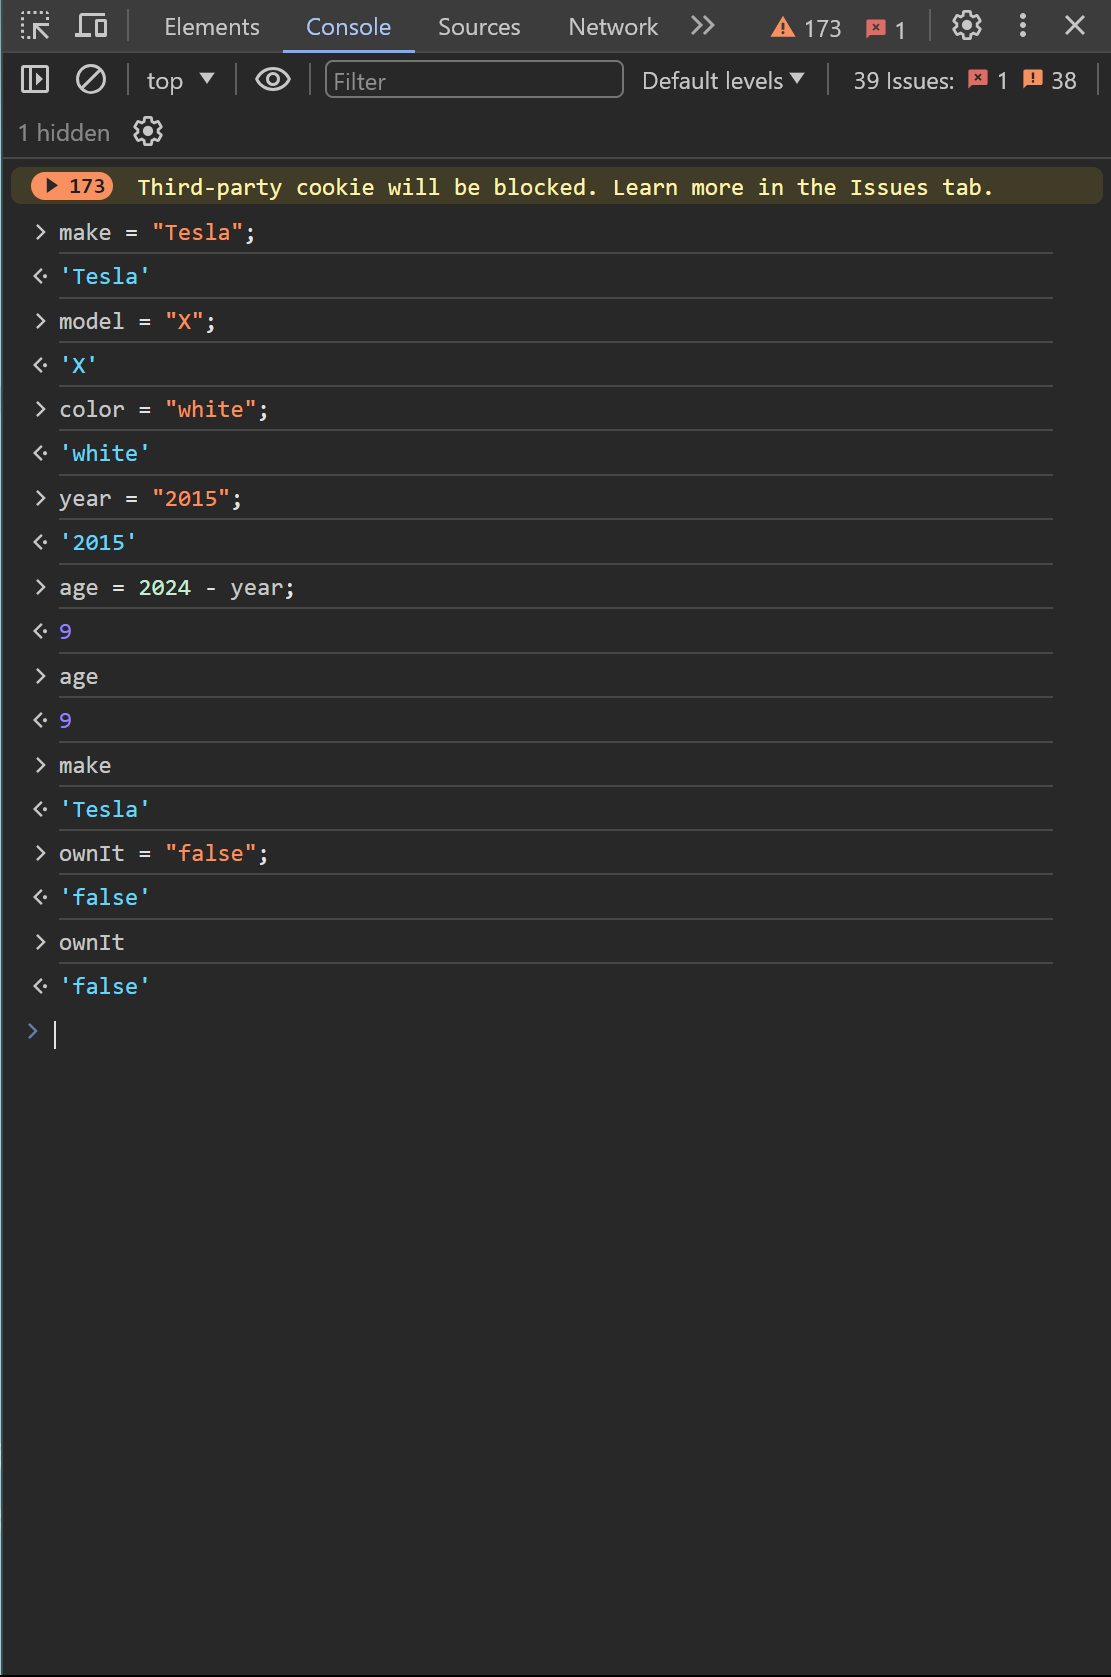 Elements Console Sources Network 173 1
top Filter Default levels 39 Issues: 1 38
1 hidden
173 Third-party cookie will be blocked. Learn more in the Issues tab.
> make = "Tesla";
'Tesla'
> model = "X";
'X'
> color = "white";
'white'
> year = "2015";
'2015'
> age = 2024 - year;
9
> age
9
> make
'Tesla'
> ownIt = "false";
'false'
> ownIt
'false'
>